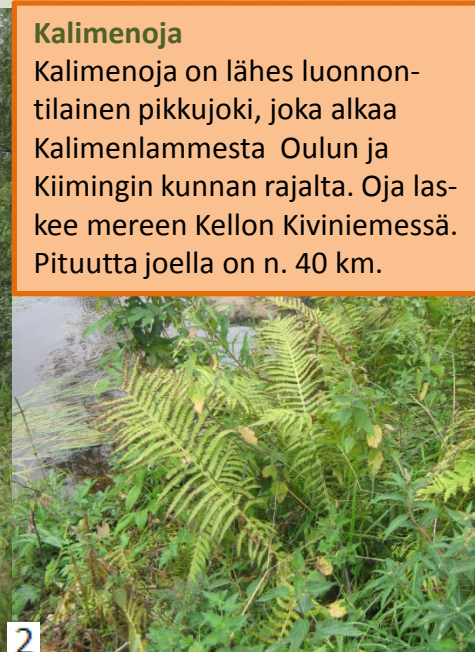 Kalimenoja
Kalimenoja on lähes luonnon-
tilainen pikkujoki, joka alkaa
Kalimenlammesta Oulun ja
Kiimingin kunnan rajalta. Oja las-
kee mereen Kellon Kiviniemessä.
Pituutta joella on n. 40 km.
2